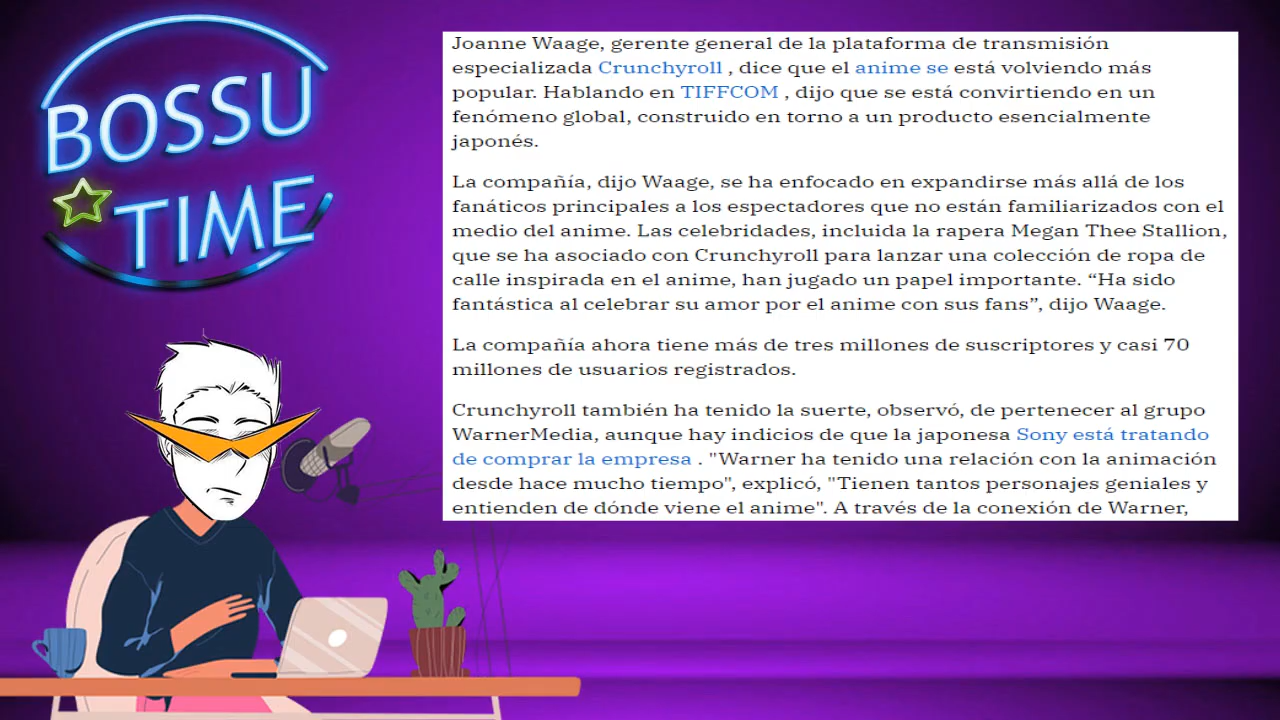 BOSSU
TIME
Joanne Waage, gerente general de la plataforma de transmisión
especializada Crunchyroll , dice que el anime se está volviendo más
popular. Hablando en TIFFCOM , dijo que se está convirtiendo en un
fenómeno global, construido en torno a un producto esencialmente
japonés.
La compañía, dijo Waage, se ha enfocado en expandirse más allá de los
fanáticos principales a los espectadores que no están familiarizados con el
medio del anime. Las celebridades, incluida la rapera Megan Thee Stallion,
que se ha asociado con Crunchyroll para lanzar una colección de ropa de
calle inspirada en el anime, han jugado un papel importante. “Ha sido
fantástica al celebrar su amor por el anime con sus fans”, dijo Waage.
La compañía ahora tiene más de tres millones de suscriptores y casi 70
millones de usuarios registrados.
Crunchyroll también ha tenido la suerte, observó, de pertenecer al grupo
WarnerMedia, aunque hay indicios de que la japonesa Sony está tratando
de comprar la empresa . "Warner ha tenido una relación con la animación
desde hace mucho tiempo", explicó, "Tienen tantos personajes geniales y
entienden de dónde viene el anime". A través de la conexión de Warner,